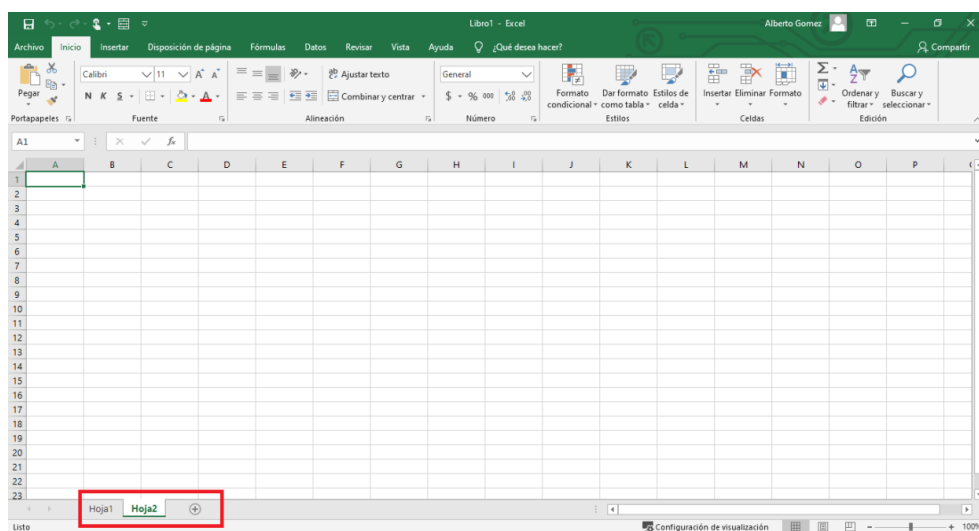 Libro1 - Excel
Alberto Gomez
Archivo Inicio Insertar Disposición de página Fórmulas Datos Revisar Vista Ayuda ¿Qué desea hacer? Compartir
Calibri 11 A A ab Ajustar texto General Σ
Pegar N K S A Combinar y centrar $ % 000 Formato condicional Dar formato como tabla Estilos de celda Insertar Eliminar Formato Ordenar y filtrar Buscar y seleccionar
Portapapeles Fuente Alineación Número Estilos Celdas Edición
A1 fx
A B C D E F G H I J K L M N O P
1
2
3
4
5
6
7
8
9
10
11
12
13
14
15
16
17
18
19
20
21
22
23
Hoja1 Hoja2
Listo Configuración de visualización